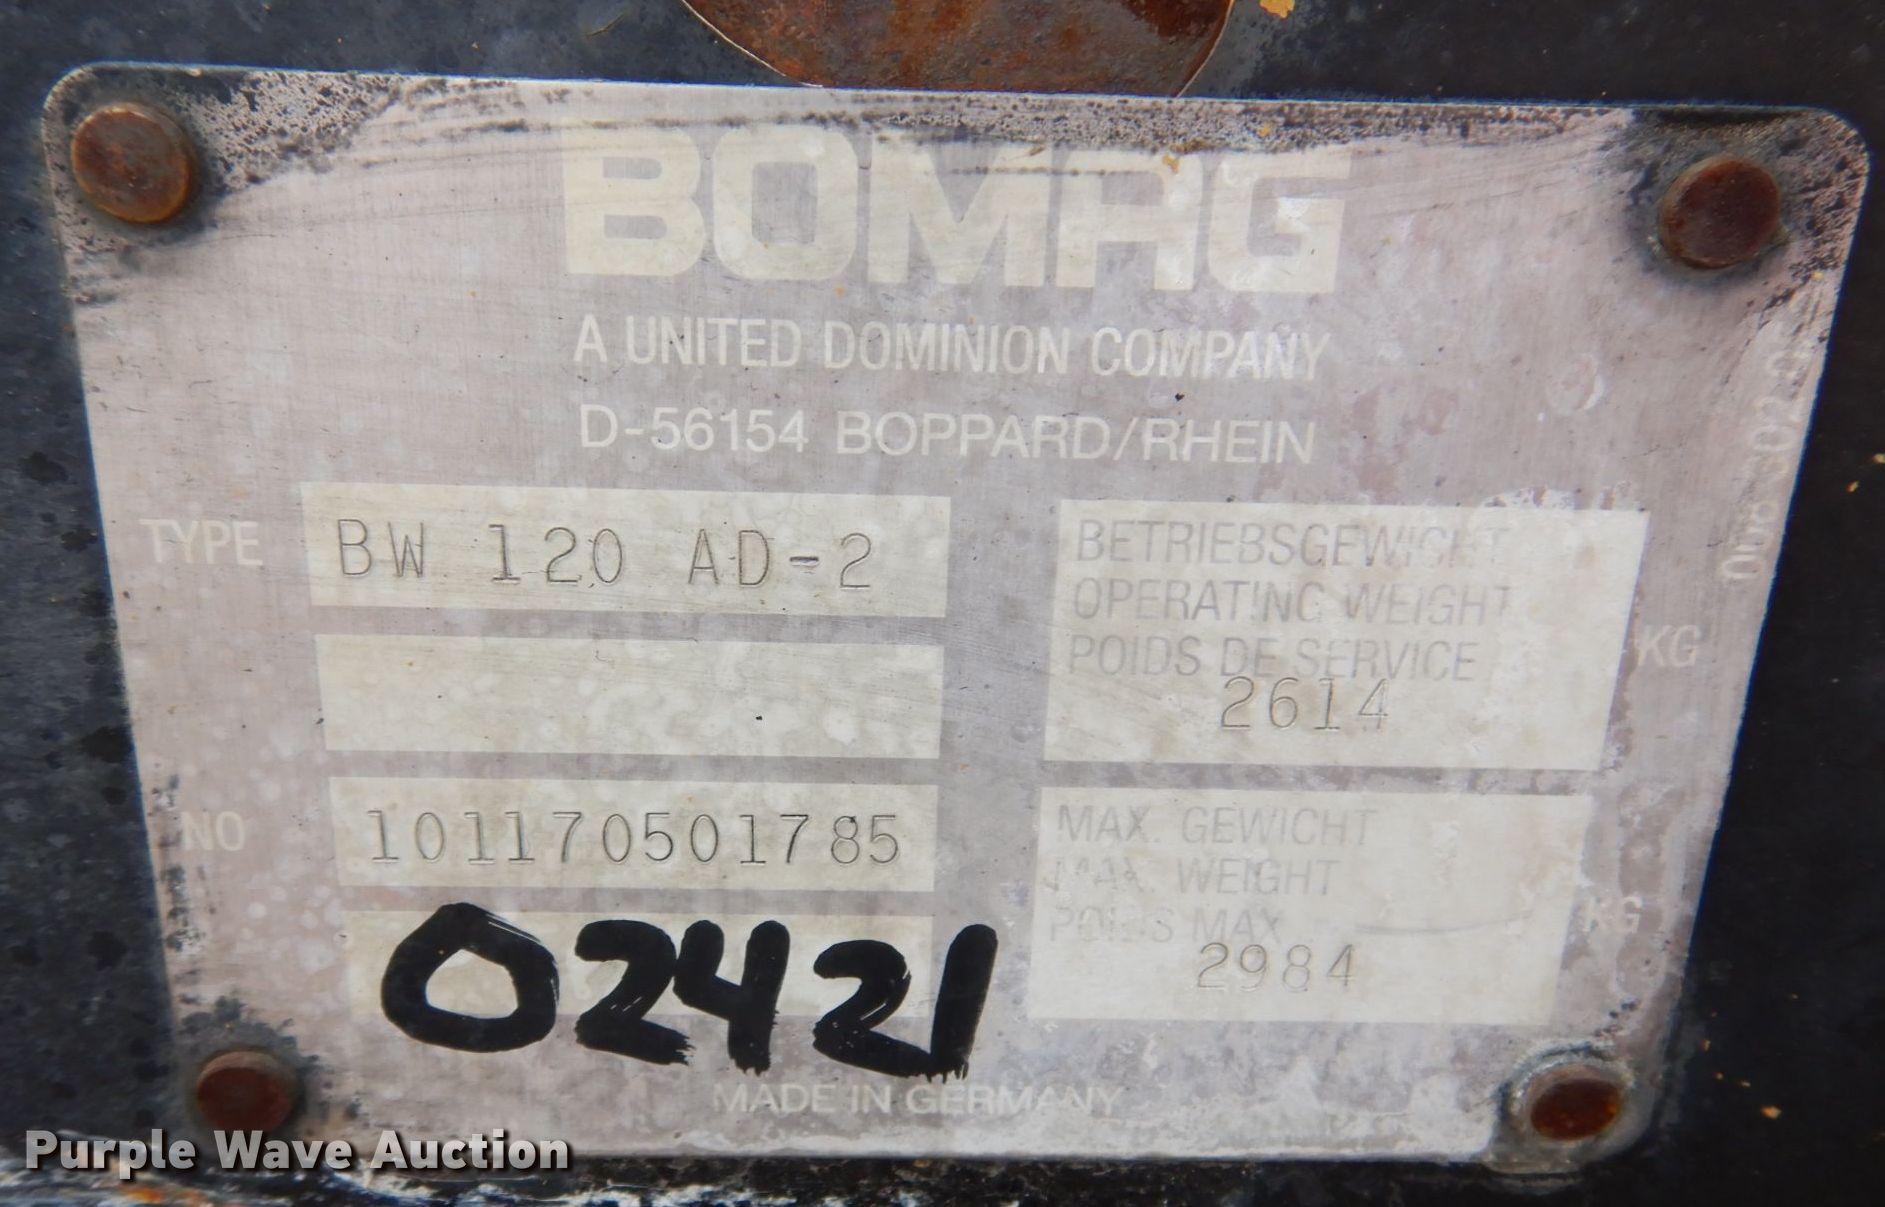 BOMAG
A UNITED DOMINION COMPANY
D-56154 BOPPARD/RHEIN
TYPE BW 120 AD-2
BETRIEBSGEWICHT
OPERATING WEIGHT
POIDS DE SERVICE
2614 KG
NO 101170501785
MAX. GEWICHT
MAX. WEIGHT
POIDS MAX
2984 KG
02421
MADE IN GERMANY
Purple Wave Auction